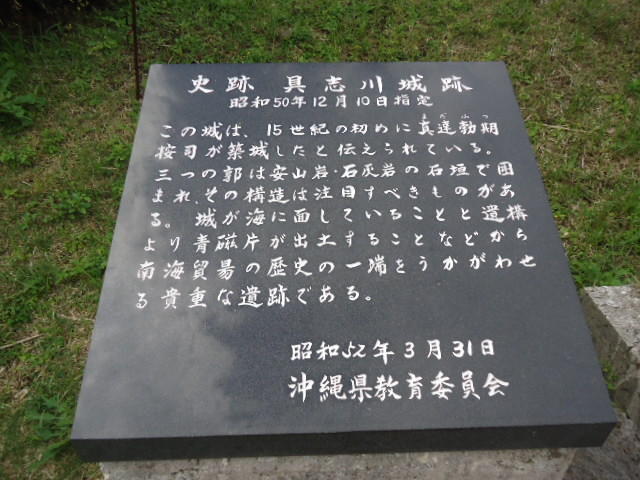 史跡 具志川城跡
昭和50年12月10日指定
この城は、15世紀の初めに真達勃期
按司が築城したと伝えられている。
三つの郭は安山岩・石灰岩の石垣で囲
まれ、その構造は注目すべきものがあ
る。城が海に面していることと遺構
より青磁片が出土することなどから
南海貿易の歴史の一端をうかがわせ
る貴重な遺跡である。
昭和52年3月31日
沖縄県教育委員会